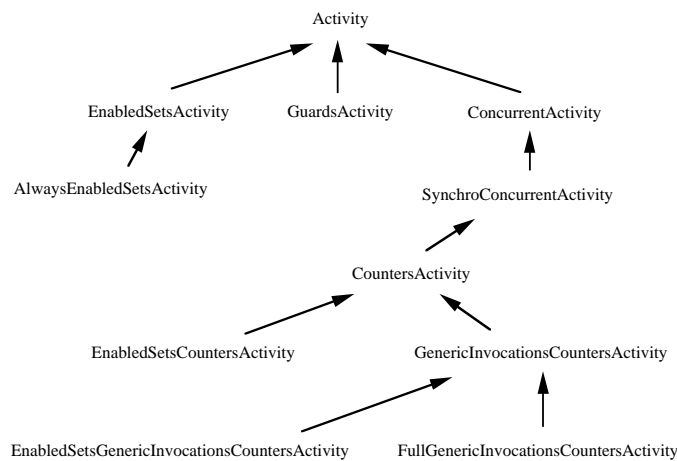 Activity
EnabledSetsActivity
GuardsActivity
ConcurrentActivity
AlwaysEnabledSetsActivity
SynchroConcurrentActivity
CountersActivity
EnabledSetsCountersActivity
GenericInvocationsCountersActivity
EnabledSetsGenericInvocationsCountersActivity
FullGenericInvocationsCountersActivity